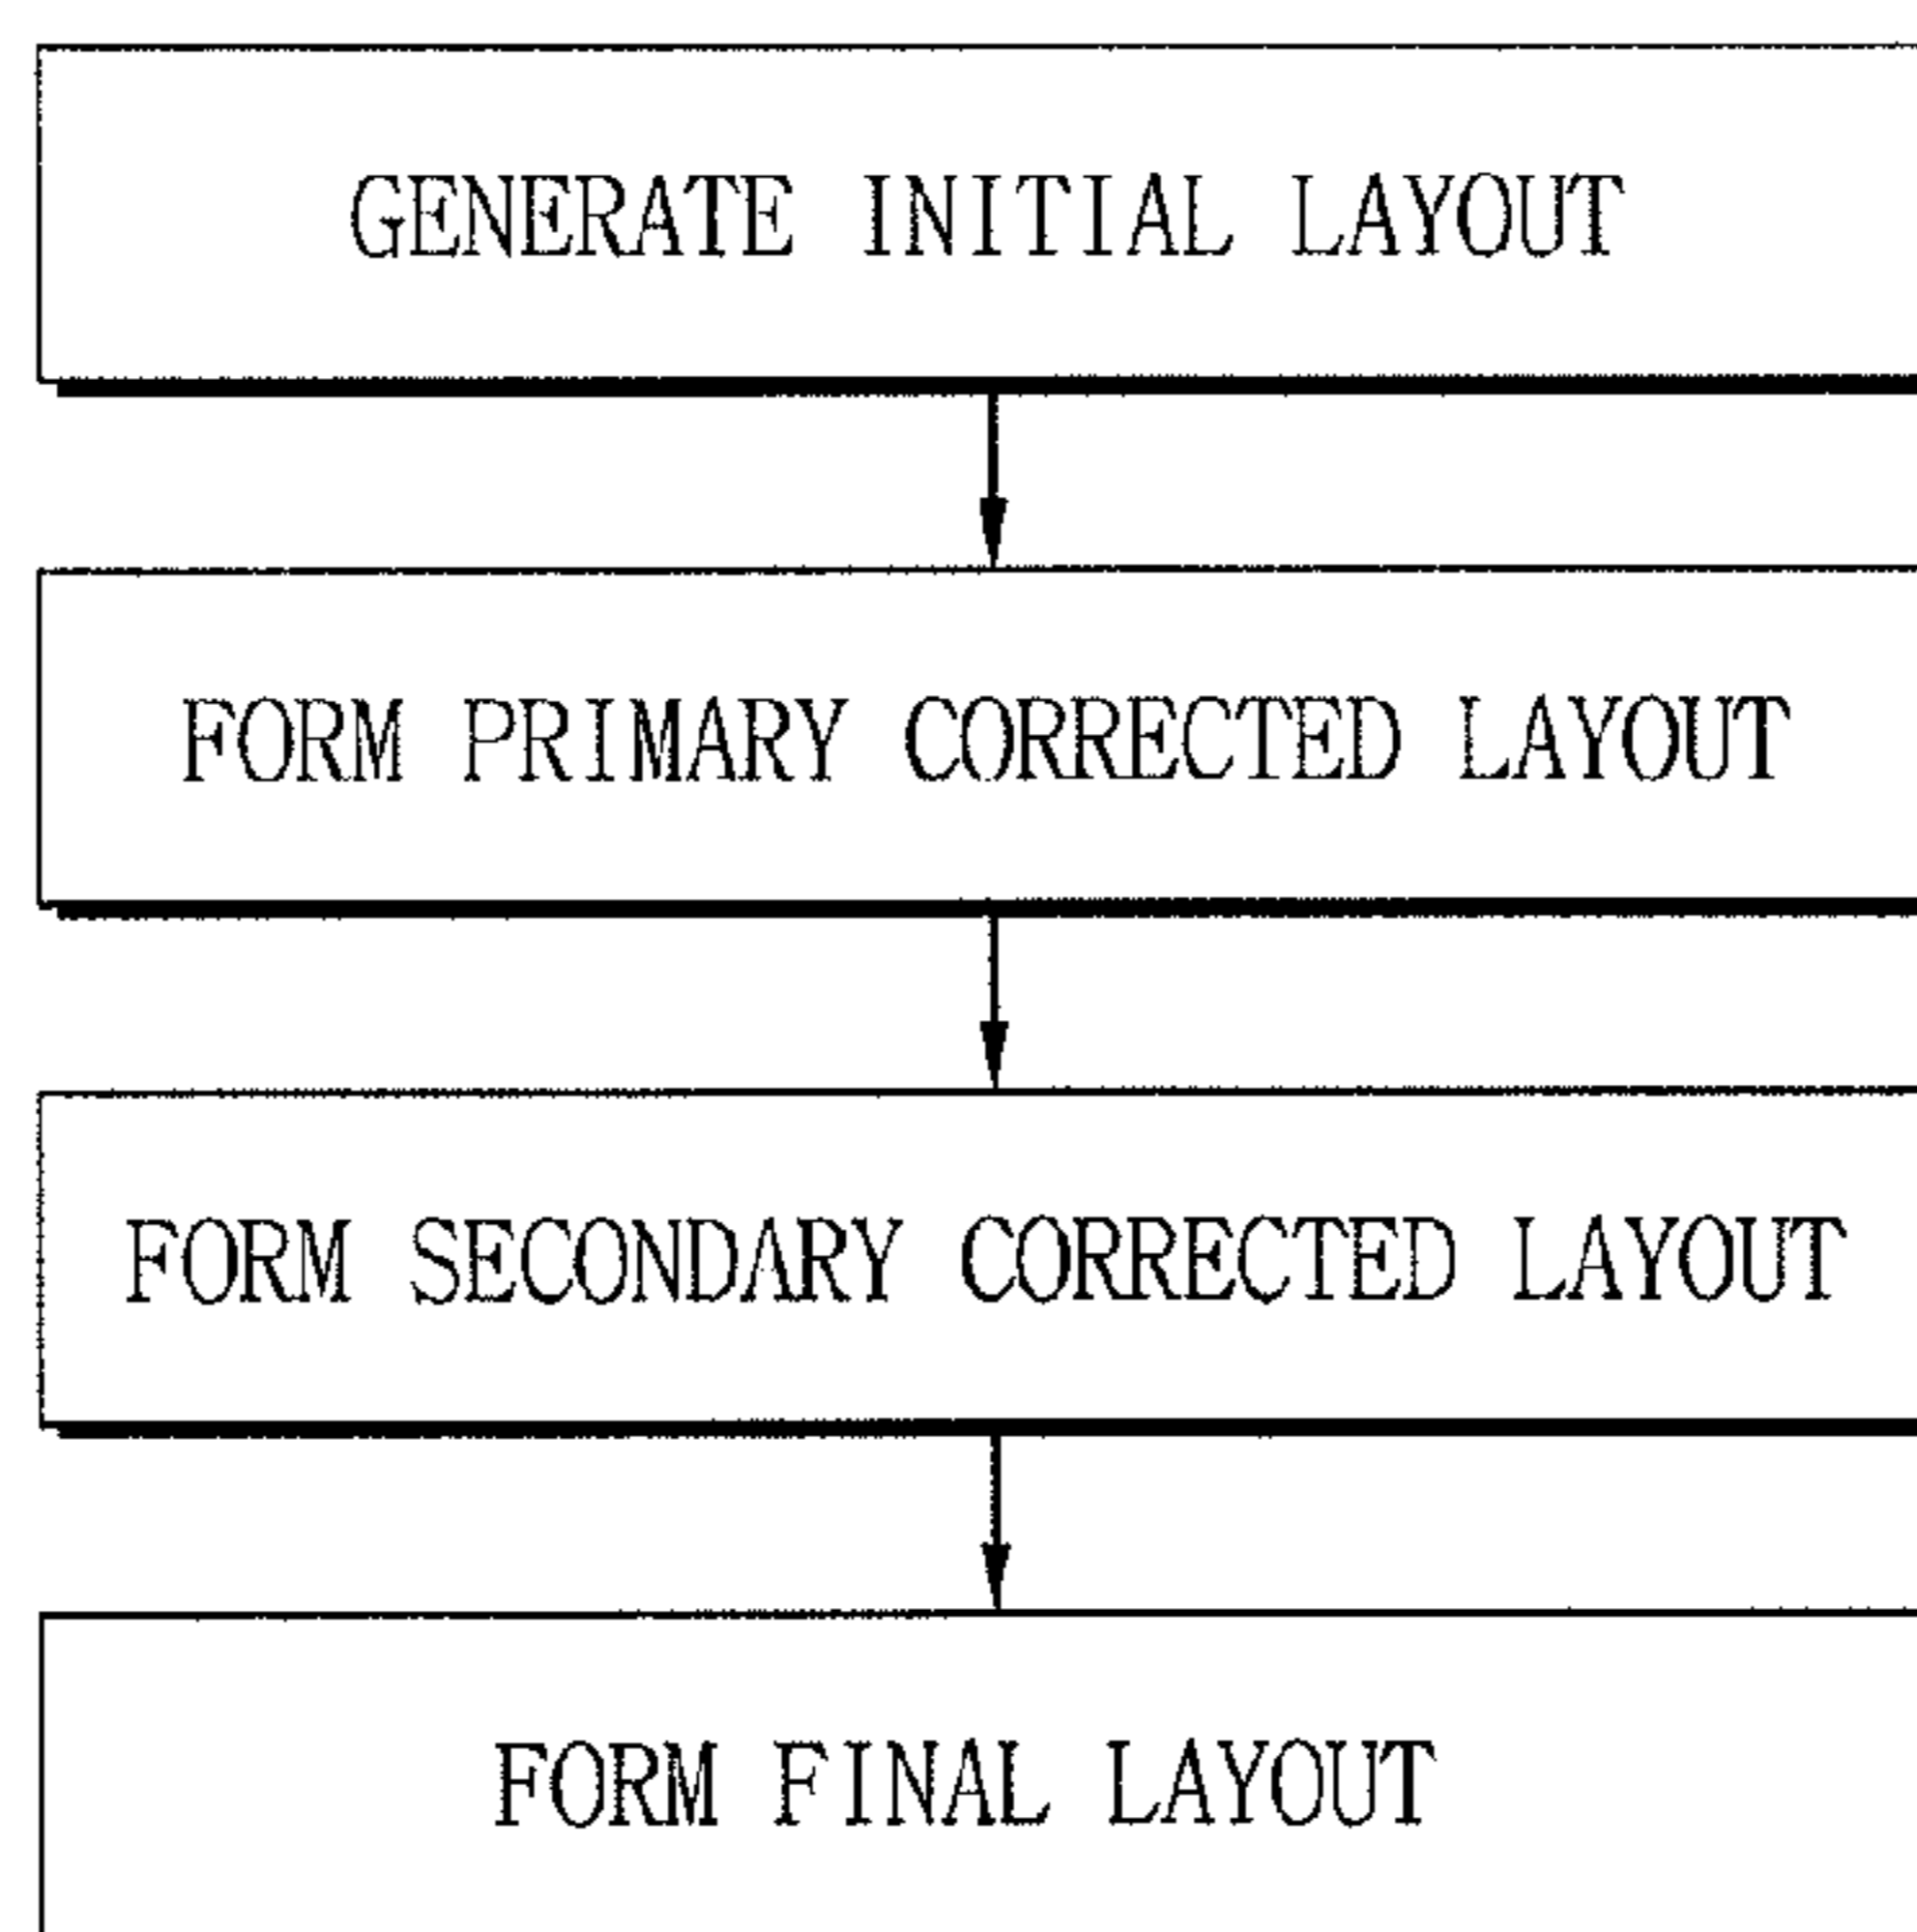 GENERATE INITIAL LAYOUT
FORM PRIMARY CORRECTED LAYOUT
FORM SECONDARY CORRECTED LAYOUT
FORM FINAL LAYOUT